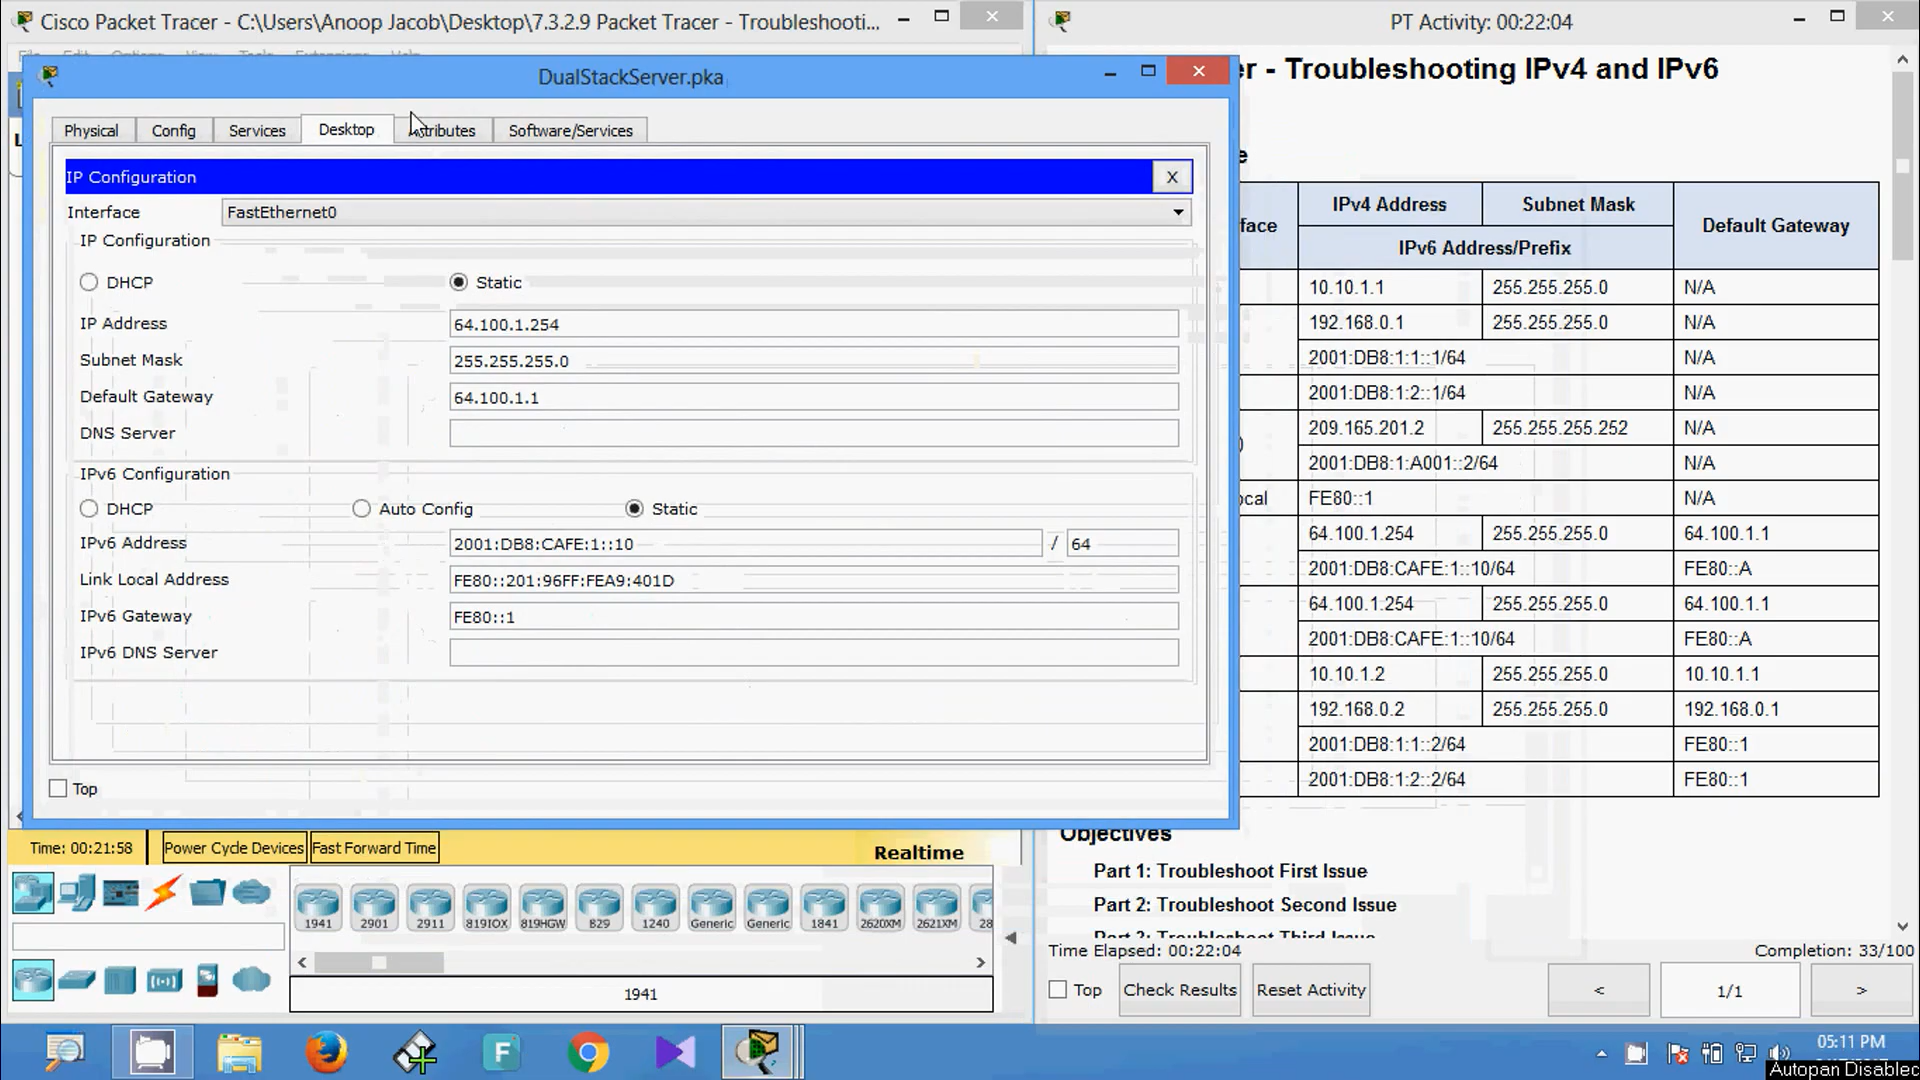 Cisco Packet Tracer - C:\Users\Anoop Jacob\Desktop\7.3.2.9 Packet Tracer - Troubleshooti...
PT Activity: 00:22:04
DualStackServer.pka
er - Troubleshooting IPv4 and IPv6
Physical
Config
Services
Desktop
Attributes
Software/Services
IP Configuration
X
Interface
FastEthernet0
IP Configuration
DHCP
Static
IP Address
64.100.1.254
Subnet Mask
255.255.255.0
Default Gateway
64.100.1.1
DNS Server
IPv6 Configuration
DHCP
Auto Config
Static
IPv6 Address
2001:DB8:CAFE:1::10
/
64
Link Local Address
FE80::201:96FF:FEA9:401D
IPv6 Gateway
FE80::1
IPv6 DNS Server
Top
e
face
IPv4 Address
Subnet Mask
Default Gateway
IPv6 Address/Prefix
10.10.1.1 255.255.255.0 N/A
192.168.0.1 255.255.255.0 N/A
2001:DB8:1:1::1/64 N/A
2001:DB8:1:2::1/64 N/A
) 209.165.201.2 255.255.255.252 N/A
2001:DB8:1:A001::2/64 N/A
ocal FE80::1 N/A
64.100.1.254 255.255.255.0 64.100.1.1
2001:DB8:CAFE:1::10/64 FE80::A
64.100.1.254 255.255.255.0 64.100.1.1
2001:DB8:CAFE:1::10/64 FE80::A
10.10.1.2 255.255.255.0 10.10.1.1
192.168.0.2 255.255.255.0 192.168.0.1
2001:DB8:1:1::2/64 FE80::1
2001:DB8:1:2::2/64 FE80::1
Objectives
Part 1: Troubleshoot First Issue
Part 2: Troubleshoot Second Issue
Part 3: Troubleshoot Third Issue
Time Elapsed: 00:22:04
Completion: 33/100
Top
Check Results
Reset Activity
<
1/1
>
Time: 00:21:58
Power Cycle Devices
Fast Forward Time
Realtime
1941
2901
2911
819IOX
819HGW
829
1240
Generic
Generic
1841
2620XM
2621XM
28
1941
05:11 PM
Autopan Disabled